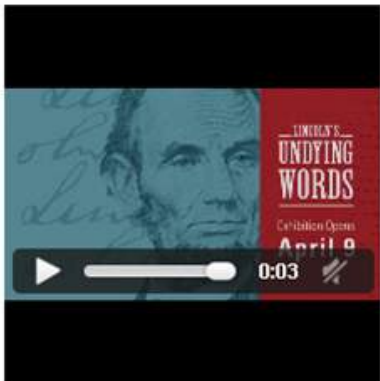 LINCOLN'S
UNDYING
WORDS
Exhibition Opens
April 9
0:03